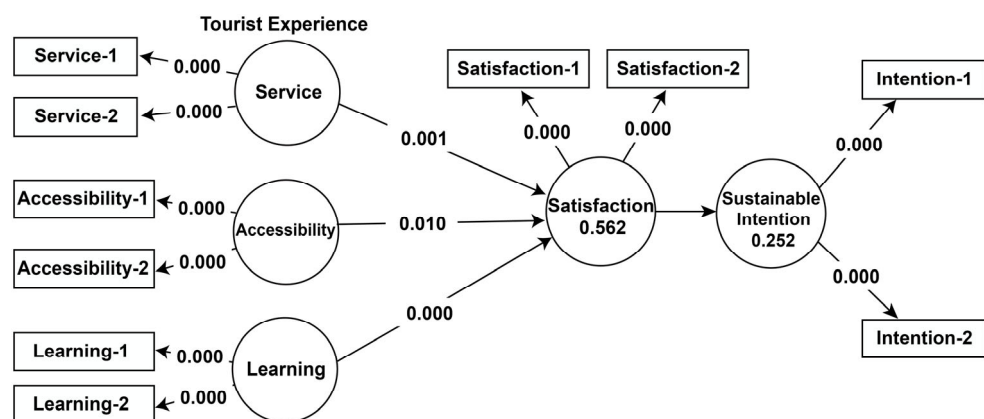 Tourist Experience
Service-1
0.000
Service
Service-2
0.000
0.001
Accessibility-1
0.000
Accessibility
Accessibility-2
0.000
0.010
Learning-1
0.000
Learning
Learning-2
0.000
0.000
Satisfaction-1
Satisfaction-2
0.000
0.000
Satisfaction
0.562
Sustainable
Intention
0.252
Intention-1
0.000
0.000
Intention-2